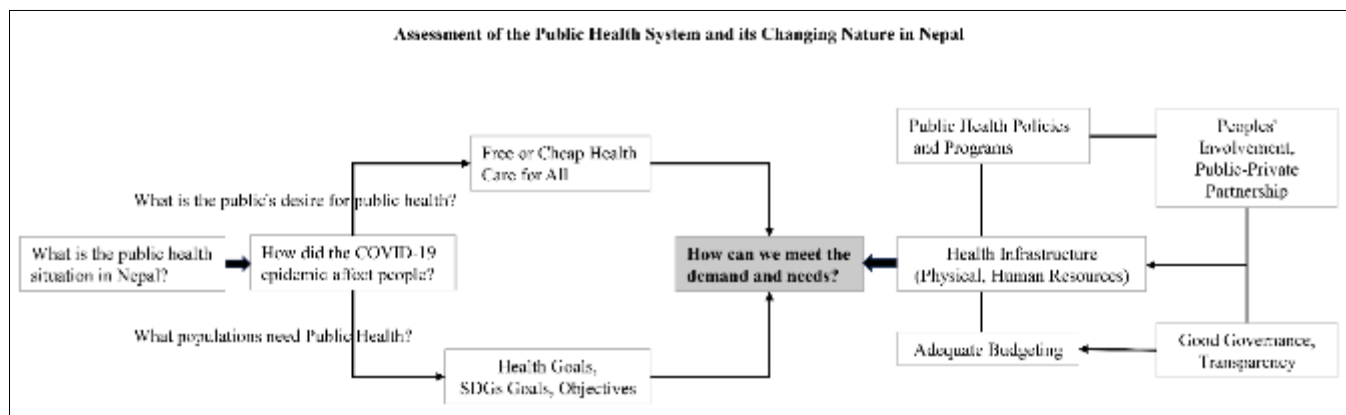 Assessment of the Public Health System and its Changing Nature in Nepal
Public Health Policies
and Programs
Peoples'
Involvement,
Public-Private
Partnership
Free or Cheap Health
Care for All
What is the public's desire for public health?
What is the public health
situation in Nepal?
How did the COVID-19
epidemic affect people?
How can we meet the
demand and needs?
Health Infrastructure
(Physical, Human Resources)
What populations need Public Health?
Health Goals,
SDGs Goals, Objectives
Adequate Budgeting
Good Governance,
Transparency